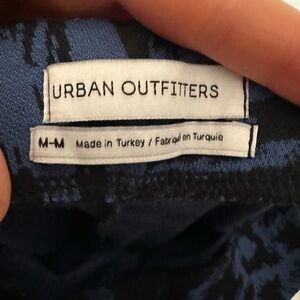 URBAN OUTFITTERS
M-M Made in Turkey / Fabriqué en Turquie